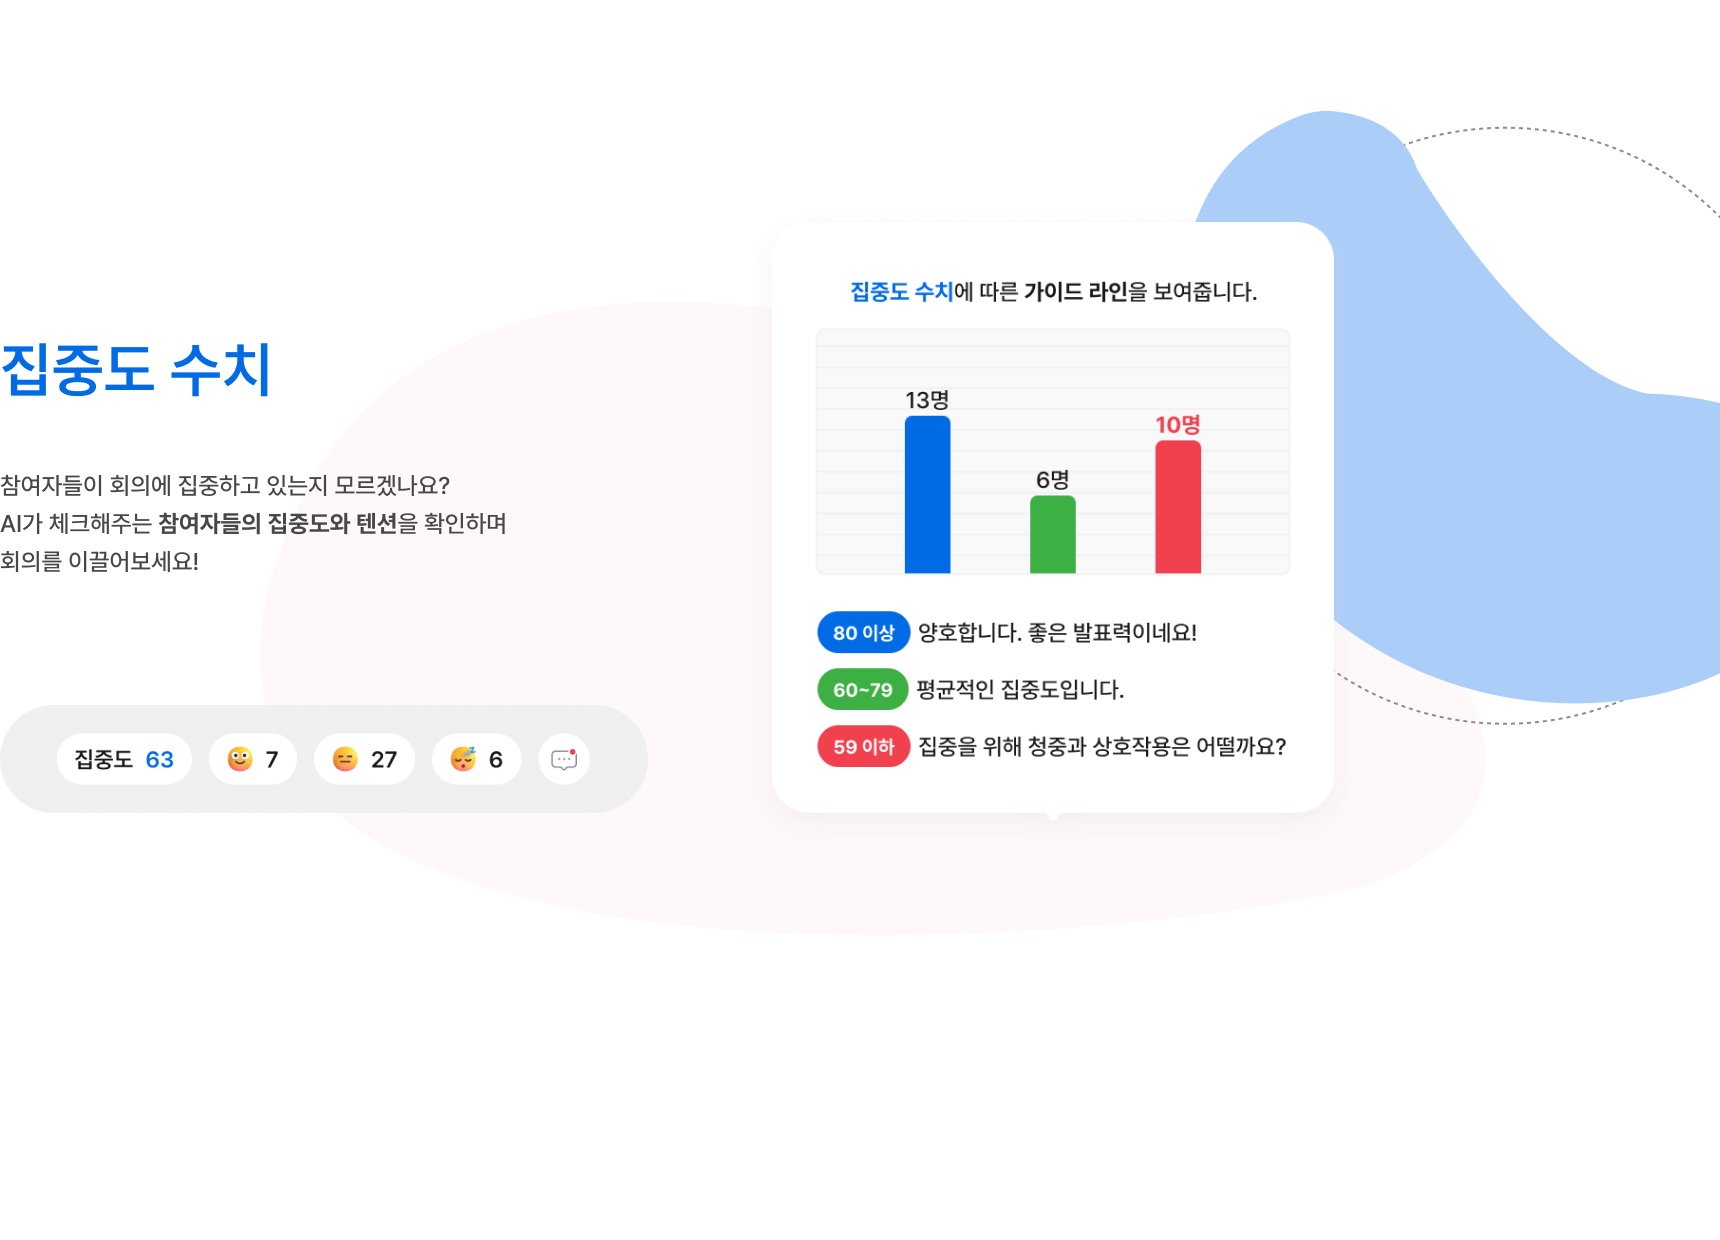 집중도 수치
참여자들이 회의에 집중하고 있는지 모르겠나요?
AI가 체크해주는 참여자들의 집중도와 텐션을 확인하며
회의를 이끌어보세요!
집중도 63 7 27 6
집중도 수치에 따른 가이드 라인을 보여줍니다.
13명
6명
10명
80 이상 양호합니다. 좋은 발표력이네요!
60~79 평균적인 집중도입니다.
59 이하 집중을 위해 청중과 상호작용은 어떨까요?